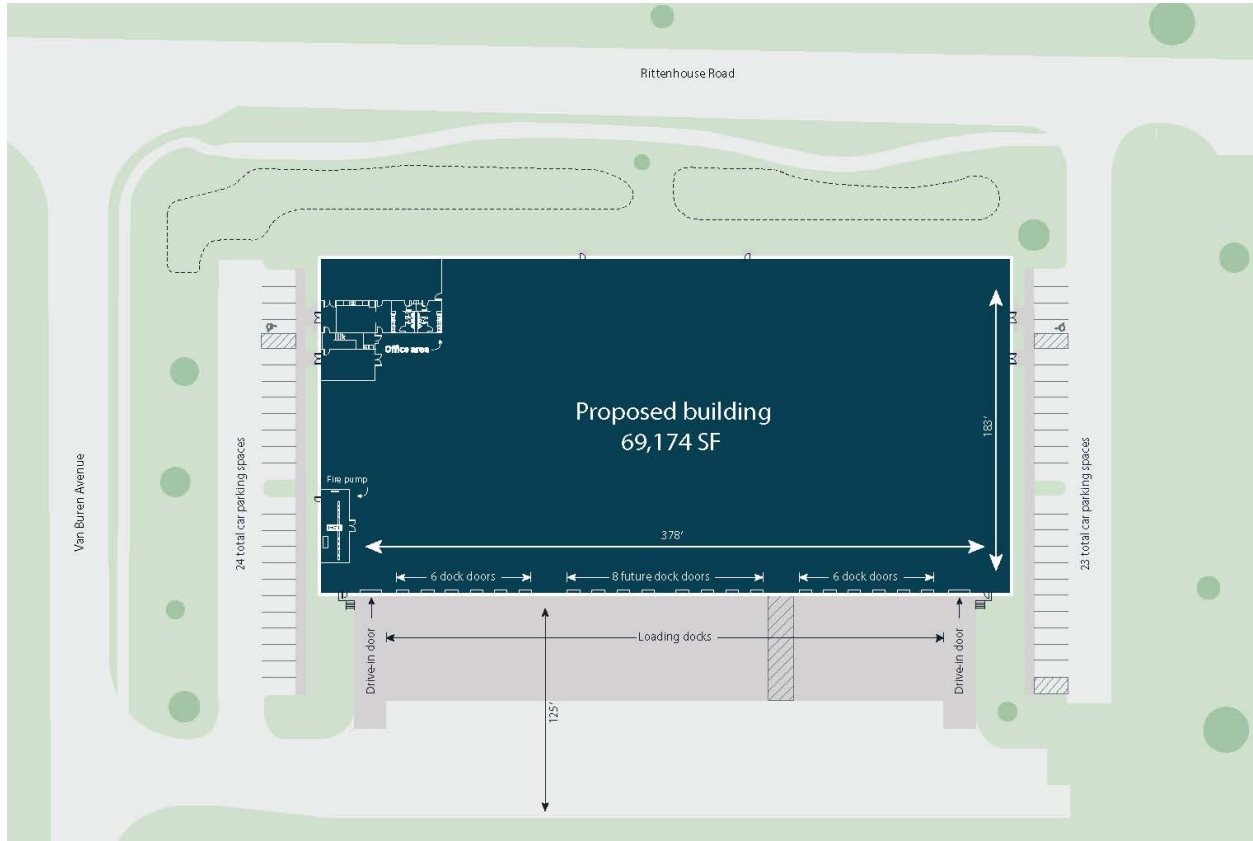 Rittenhouse Road
Office area
Proposed building
69,174 SF
183'
Van Buren Avenue
24 total car parking spaces
23 total car parking spaces
Fire pump
378'
6 dock doors
8 future dock doors
6 dock doors
Drive-in door
Loading docks
Drive-in door
125'